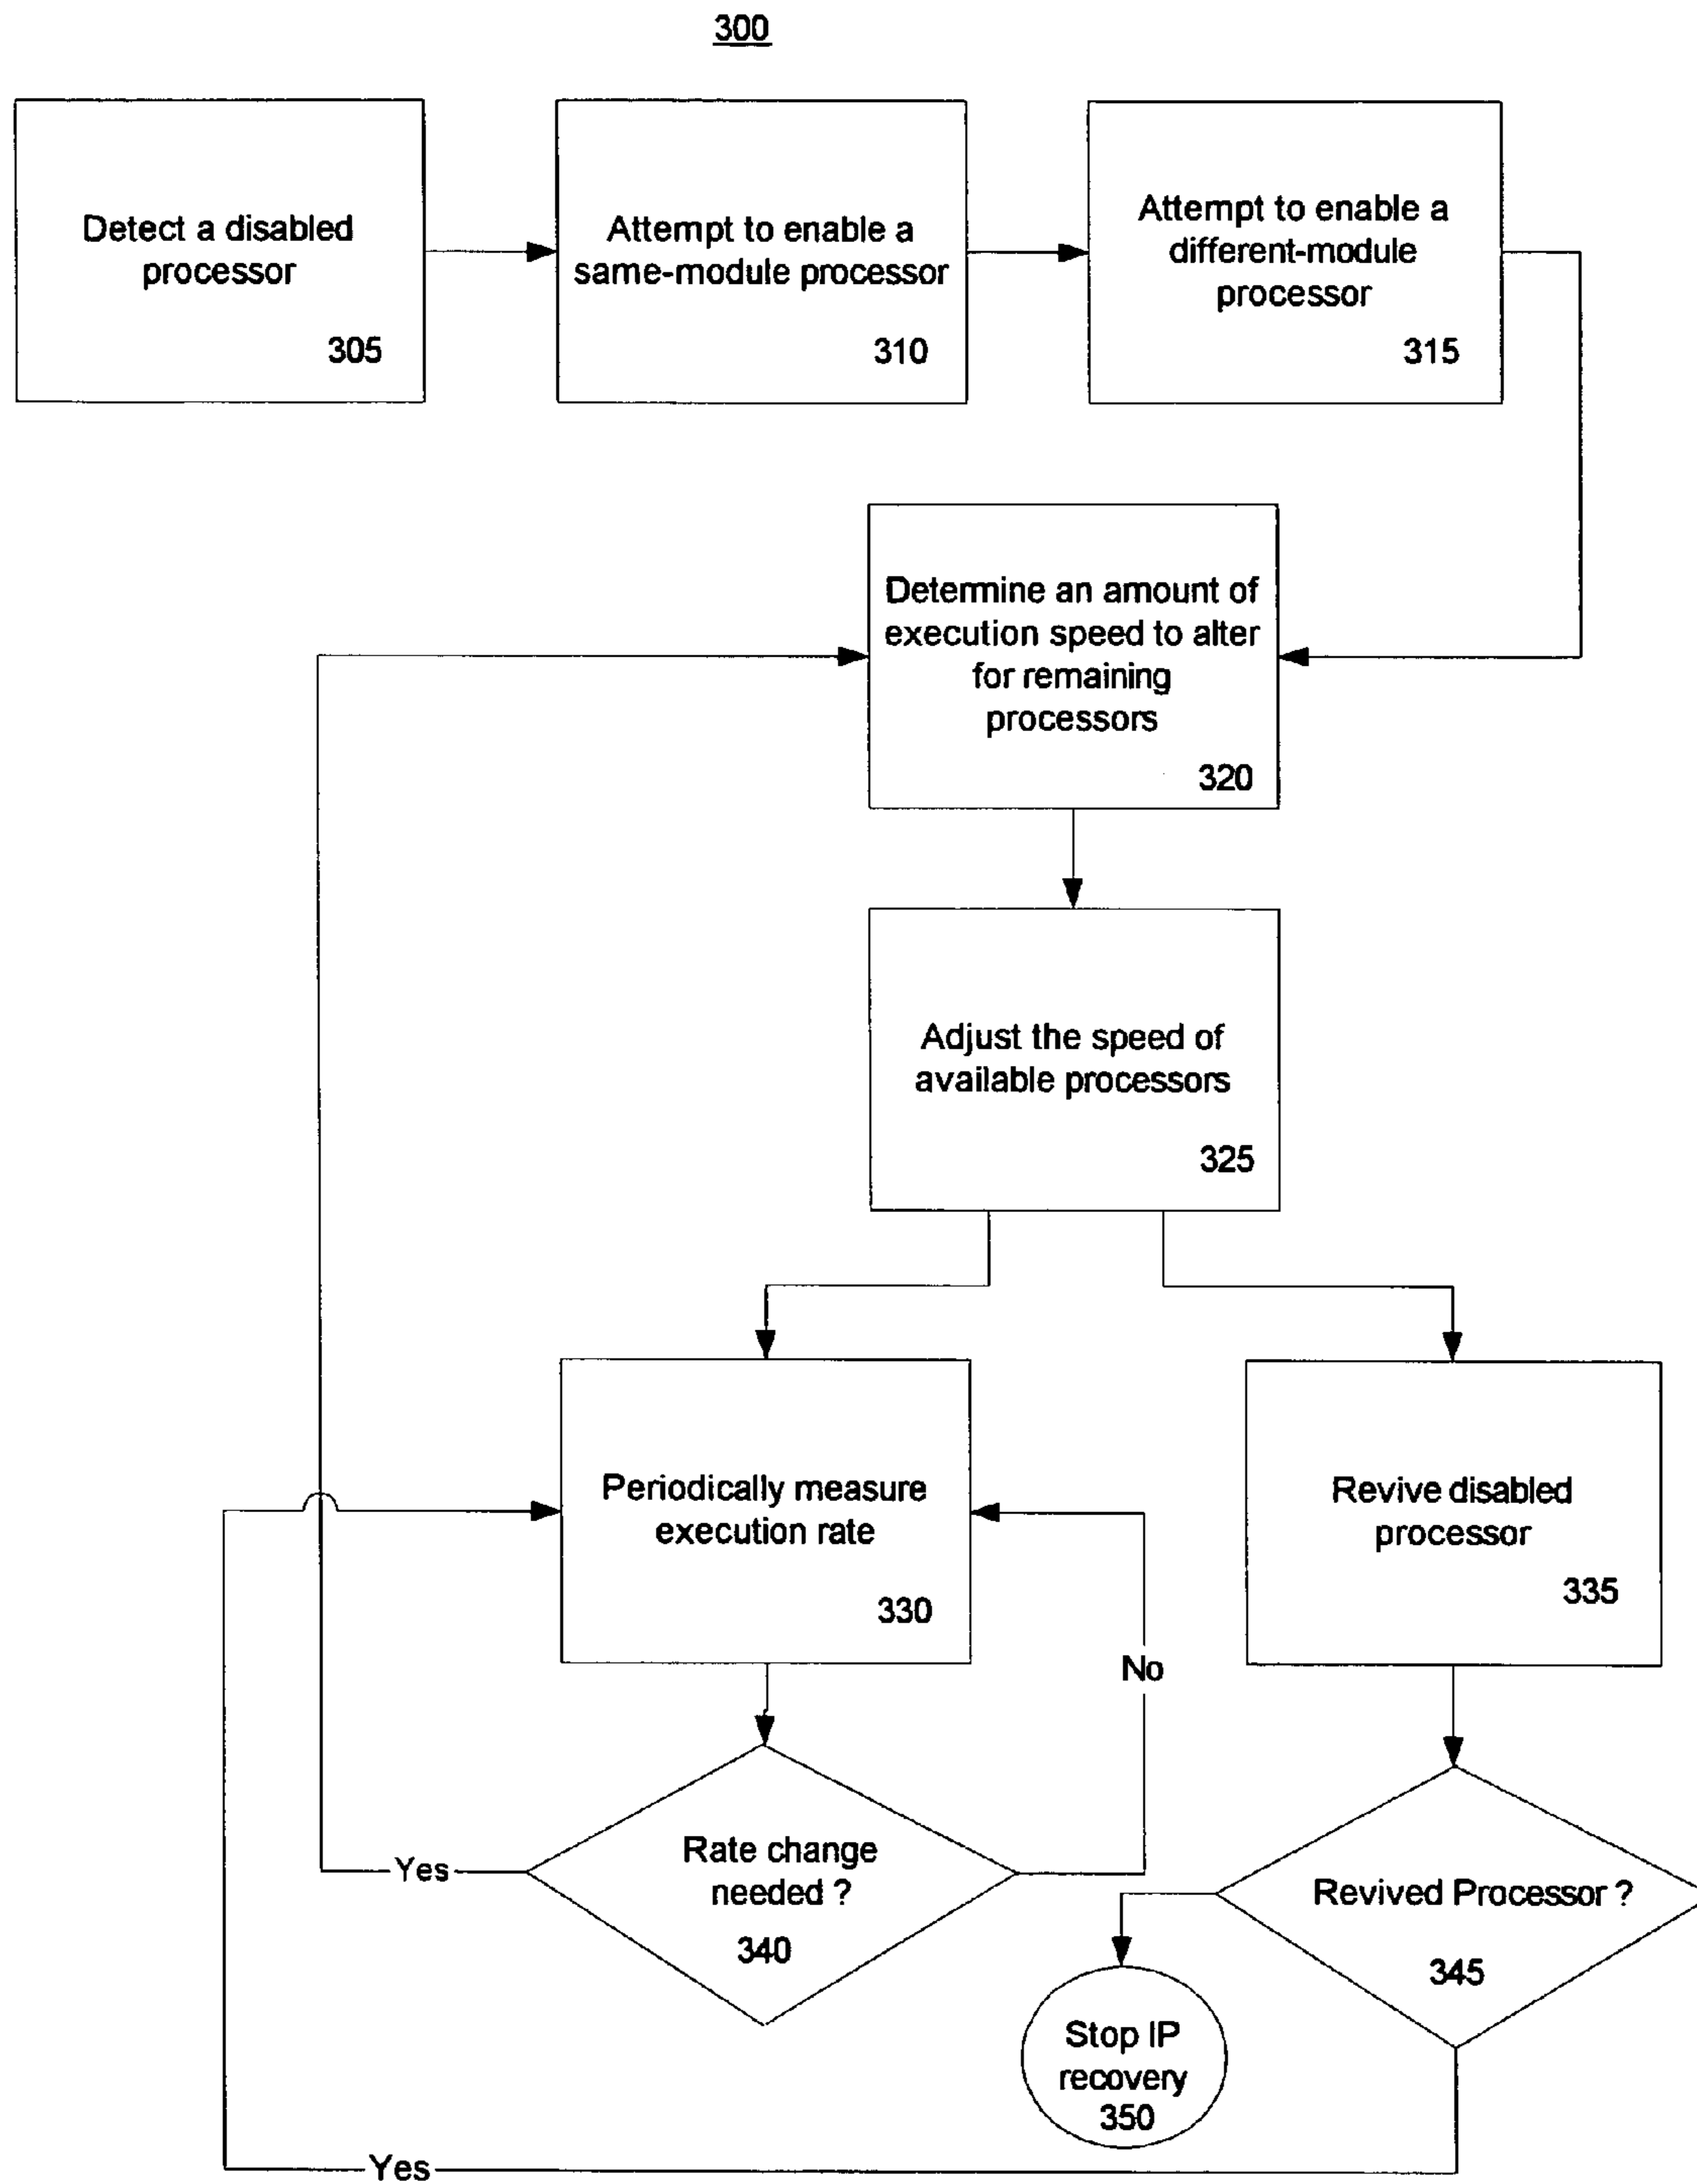 300
Detect a disabled
processor
305
Attempt to enable a
same-module processor
310
Attempt to enable a
different-module
processor
315
Determine an amount of
execution speed to alter
for remaining
processors
320
Adjust the speed of
available processors
325
Periodically measure
execution rate
330
Revive disabled
processor
335
No
Rate change
needed ?
340
Yes
Revived Processor ?
345
Stop IP
recovery
350
Yes